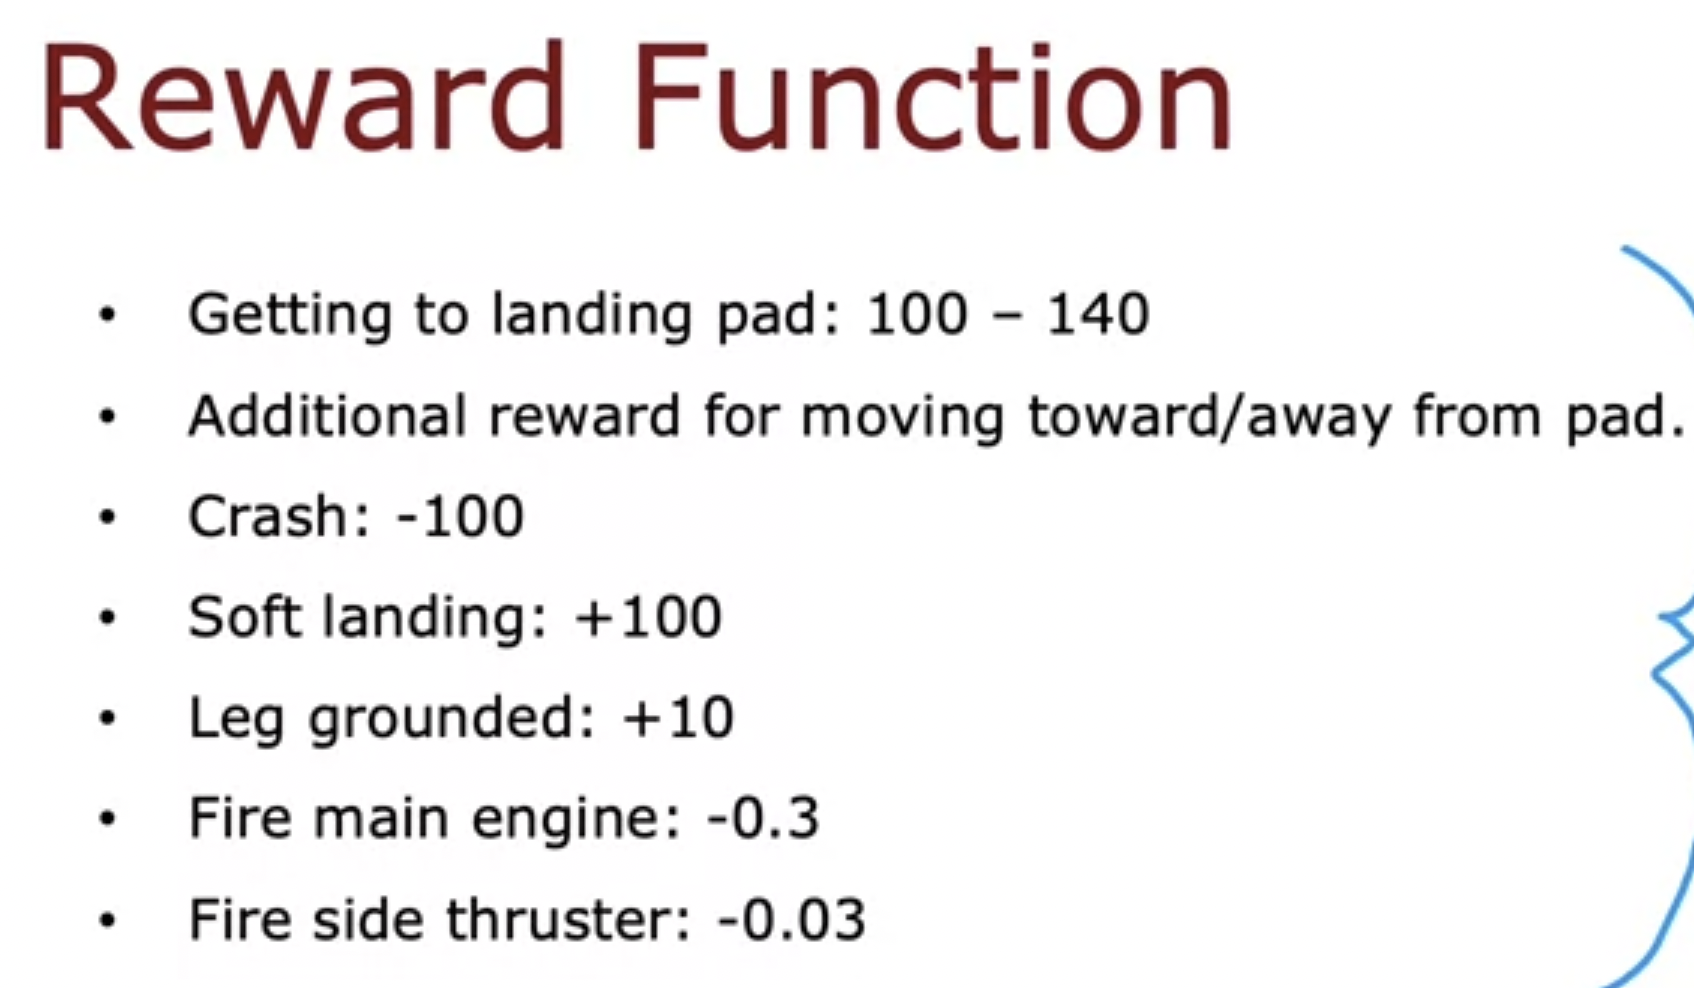 Reward Function
• Getting to landing pad: 100 – 140
• Additional reward for moving toward/away from pad.
• Crash: -100
• Soft landing: +100
• Leg grounded: +10
• Fire main engine: -0.3
• Fire side thruster: -0.03